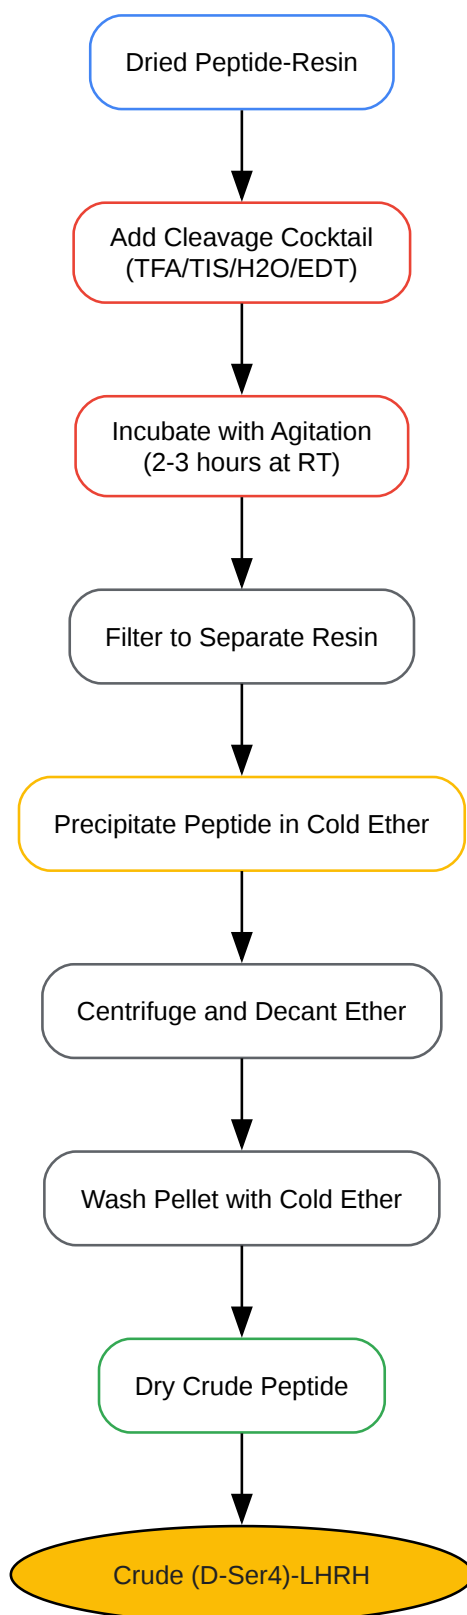 Dried Peptide-Resin
Add Cleavage Cocktail
(TFA/TIS/H2O/EDT)
Incubate with Agitation
(2-3 hours at RT)
Filter to Separate Resin
Precipitate Peptide in Cold Ether
Centrifuge and Decant Ether
Wash Pellet with Cold Ether
Dry Crude Peptide
Crude (D-Ser4)-LHRH